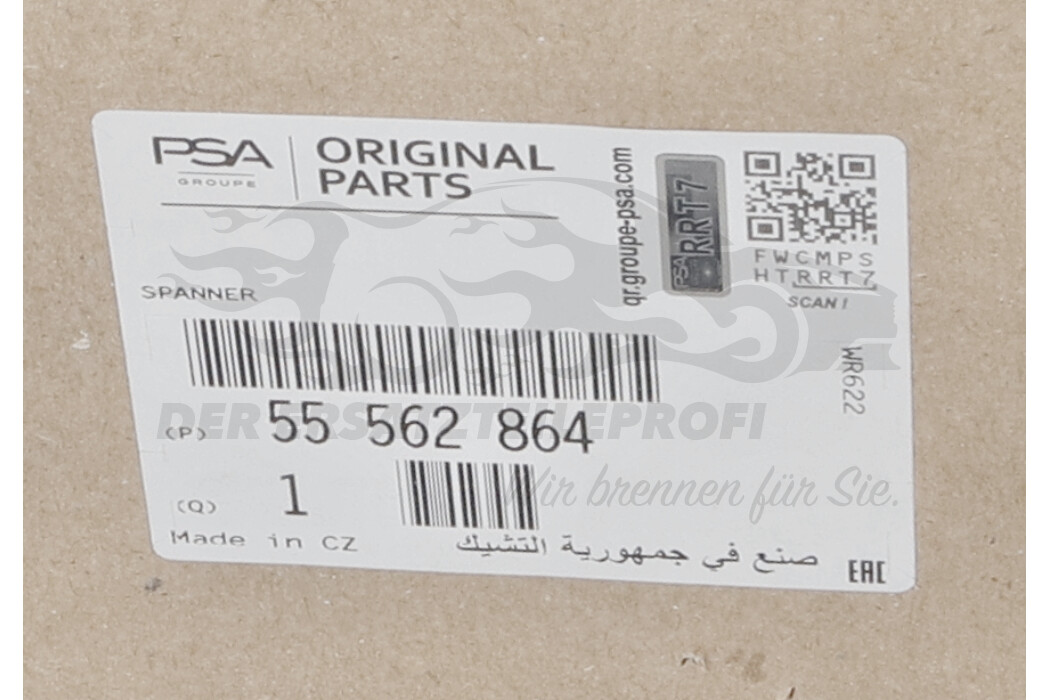 PSA
GROUPE
ORIGINAL
PARTS
qr.groupe-psa.com
PSA RRT7
FWCMPS
HTRRTZ
SCAN!
SPANNER
WR622
DER ERSATZTEILEPROFI
(P) 55 562 864
Wir brennen für Sie.
(Q) 1
Made in CZ
صنع في جمهورية التشيك
EAC